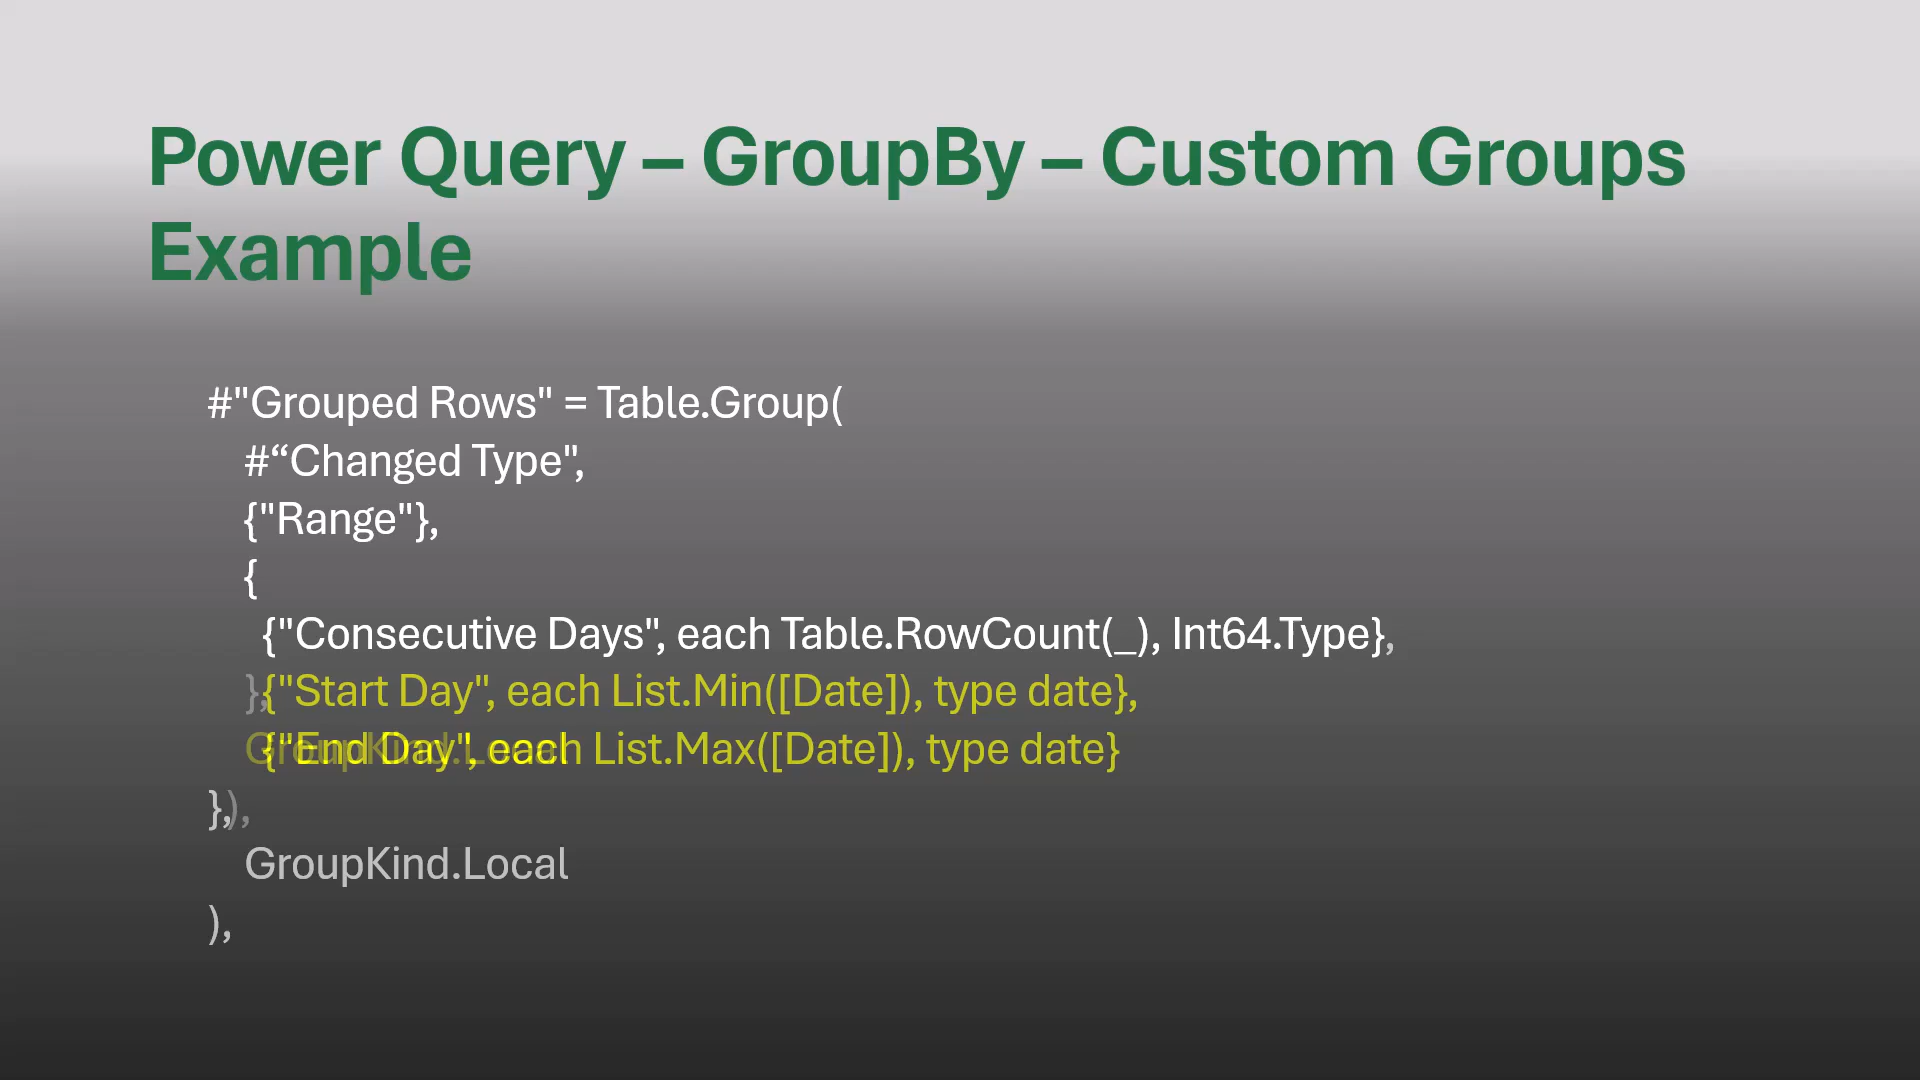 Power Query – GroupBy – Custom Groups
Example
#"Grouped Rows" = Table.Group(
#“Changed Type",
{"Range"},
{
{"Consecutive Days", each Table.RowCount(_), Int64.Type},
},
{"Start Day", each List.Min([Date]), type date},
GroupKind.Local
{"End Day", each List.Max([Date]), type date}
},
),
GroupKind.Local
),